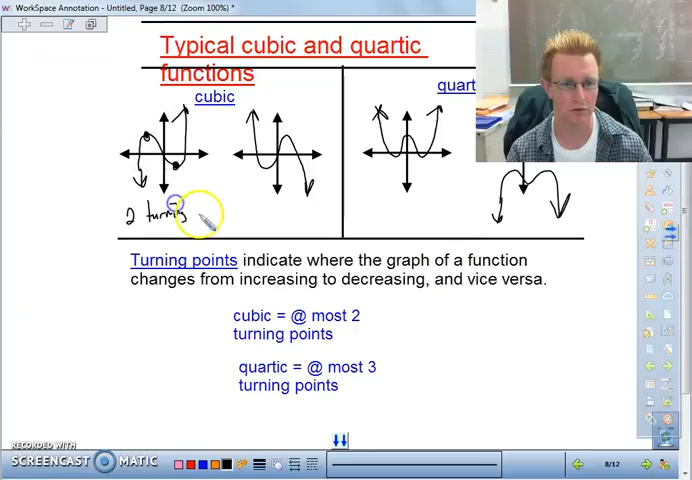 WorkSpace Annotation - Untitled, Page 8/12 (Zoom 100%) *
Typical cubic and quartic
functions
cubic
quart
2 turning
Turning points indicate where the graph of a function
changes from increasing to decreasing, and vice versa.
cubic = @ most 2
turning points
quartic = @ most 3
turning points
RECORDED WITH
SCREENCAST MATIC
8/12